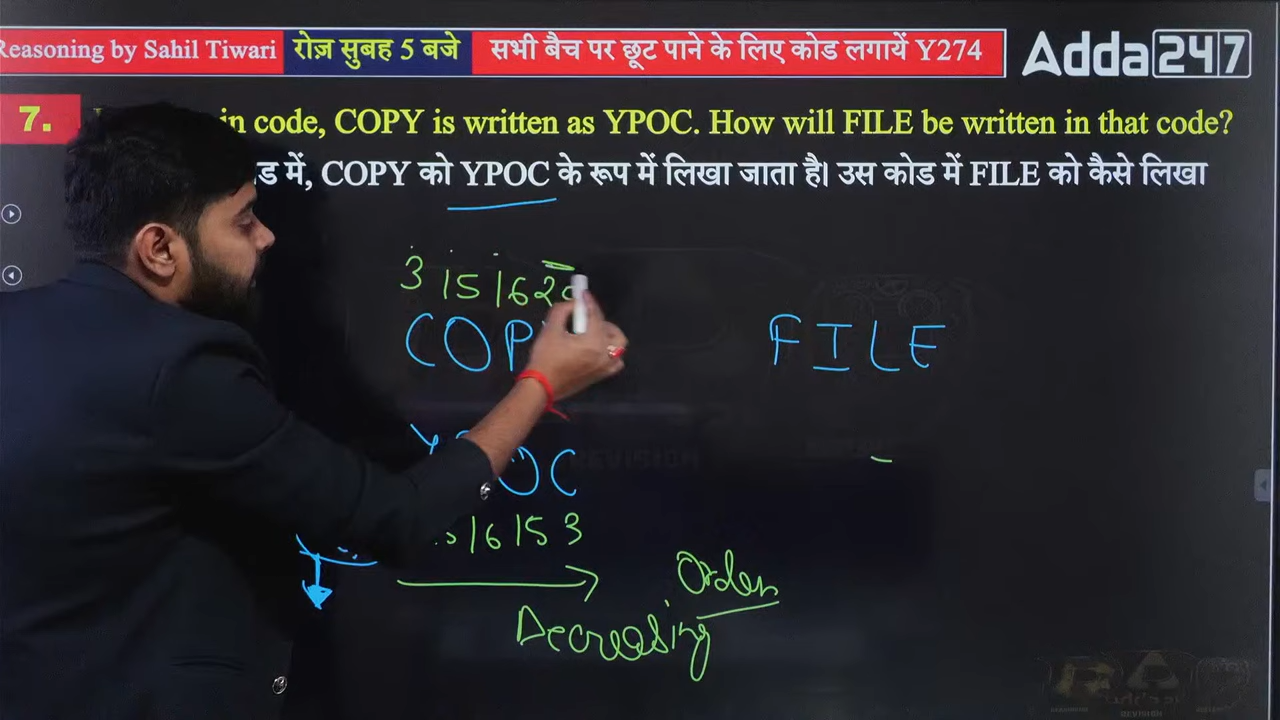 Reasoning by Sahil Tiwari रोज़ सुबह 5 बजे सभी बैच पर छूट पाने के लिए कोड लगायें Y274 Adda247
7. in code, COPY is written as YPOC. How will FILE be written in that code?
में, COPY को YPOC के रूप में लिखा जाता है। उस कोड में FILE को कैसे लिखा
3 15 16 2
COP FILE
Y OC
16 15 3
Order
Decreasing